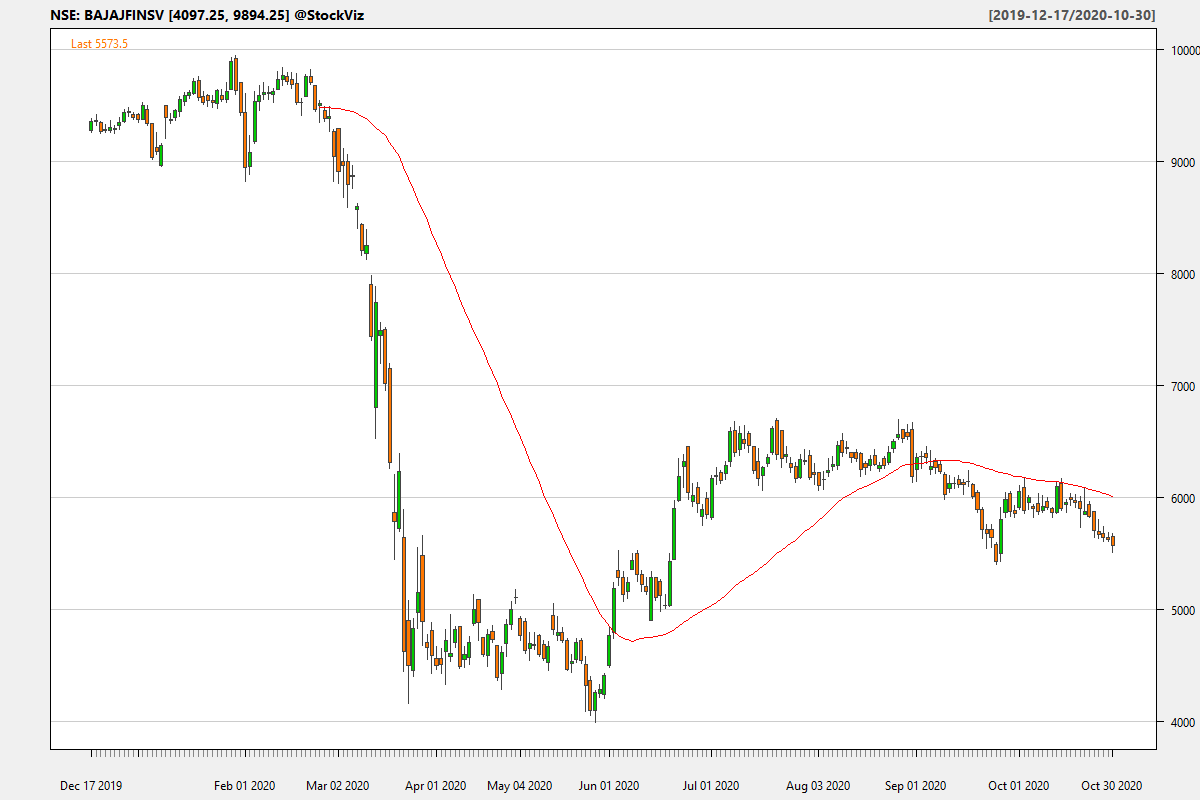 NSE: BAJAJFINSV [4097.25, 9894.25] @StockViz
[2019-12-17/2020-10-30]
Last 5573.5
10000
9000
8000
7000
6000
5000
4000
Dec 17 2019 Feb 01 2020 Mar 02 2020 Apr 01 2020 May 04 2020 Jun 01 2020 Jul 01 2020 Aug 03 2020 Sep 01 2020 Oct 01 2020 Oct 30 2020